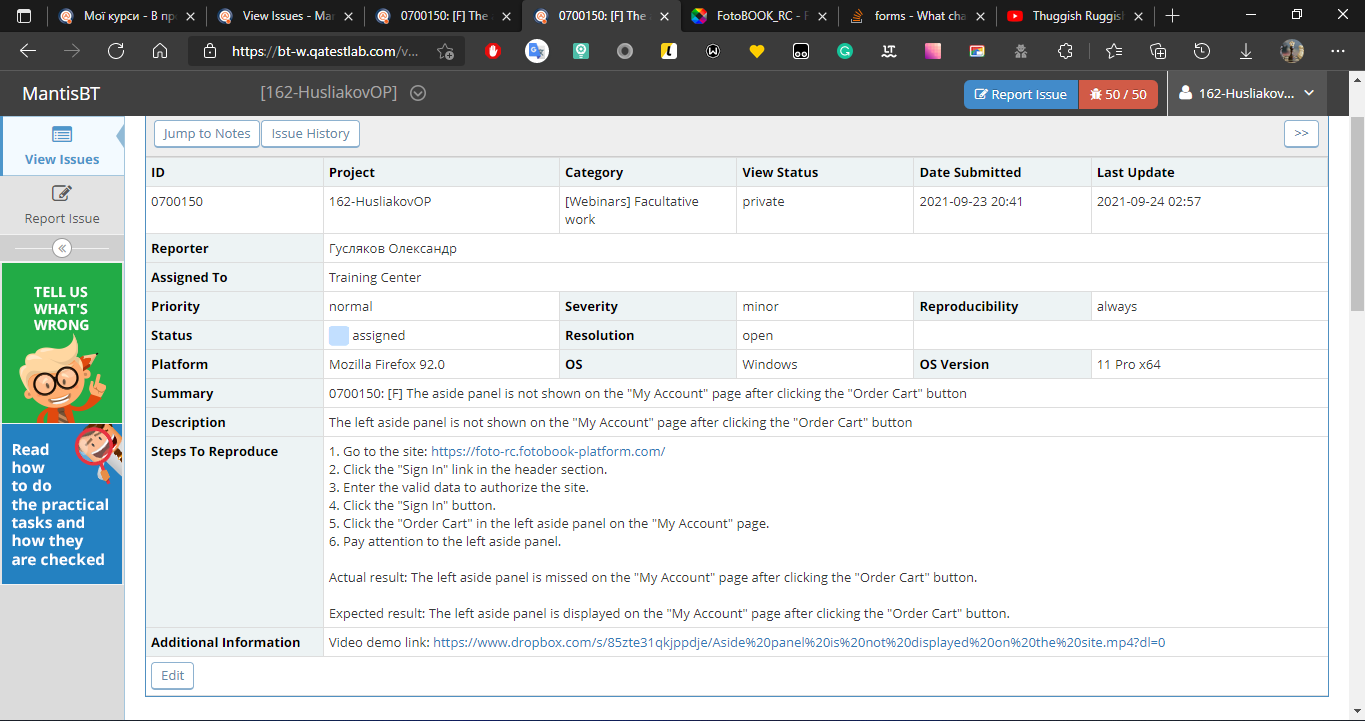 Мої курси - В пр
View Issues - Ma
0700150: [F] The
0700150: [F] The a
FotoBOOK_RC - F
forms - What cha
Thuggish Ruggish
https://bt-w.qatestlab.com/v...
MantisBT
[162-HusliakovOP]
Report Issue
50 / 50
162-Husliakov...
View Issues
Report Issue
TELL US
WHAT'S
WRONG
Read
how
to do
the practical
tasks and
how they
are checked
Jump to Notes
Issue History
>>
ID Project Category View Status Date Submitted Last Update
0700150 162-HusliakovOP [Webinars] Facultative work private 2021-09-23 20:41 2021-09-24 02:57
Reporter Гусляков Олександр
Assigned To Training Center
Priority normal Severity minor Reproducibility always
Status assigned Resolution open
Platform Mozilla Firefox 92.0 OS Windows OS Version 11 Pro x64
Summary 0700150: [F] The aside panel is not shown on the "My Account" page after clicking the "Order Cart" button
Description The left aside panel is not shown on the "My Account" page after clicking the "Order Cart" button
Steps To Reproduce 1. Go to the site: https://foto-rc.fotobook-platform.com/
2. Click the "Sign In" link in the header section.
3. Enter the valid data to authorize the site.
4. Click the "Sign In" button.
5. Click the "Order Cart" in the left aside panel on the "My Account" page.
6. Pay attention to the left aside panel.
Actual result: The left aside panel is missed on the "My Account" page after clicking the "Order Cart" button.
Expected result: The left aside panel is displayed on the "My Account" page after clicking the "Order Cart" button.
Additional Information Video demo link: https://www.dropbox.com/s/85zte31qkjppdje/Aside%20panel%20is%20not%20displayed%20on%20the%20site.mp4?dl=0
Edit